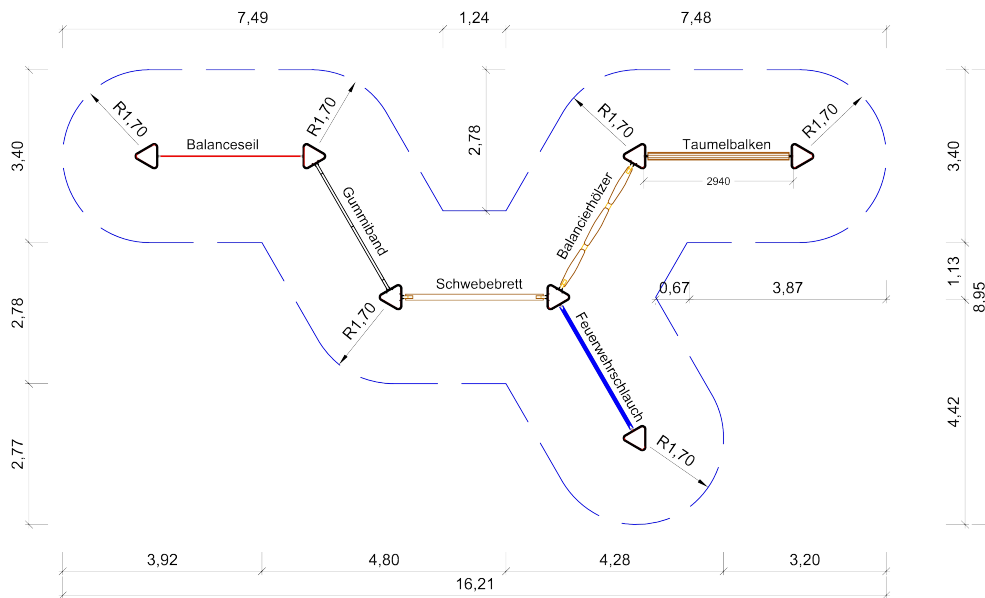 7,49
1,24
7,48
R1,70
R1,70
R1,70
R1,70
3,40
Balanceseil
2,78
Taumelbalken
3,40
2940
Gummiband
Balancierhölzer
1,13
2,78
Schwebebrett
0,67
3,87
8,95
R1,70
Feuerwehrschlauch
4,42
2,77
R1,70
3,92
4,80
4,28
3,20
16,21